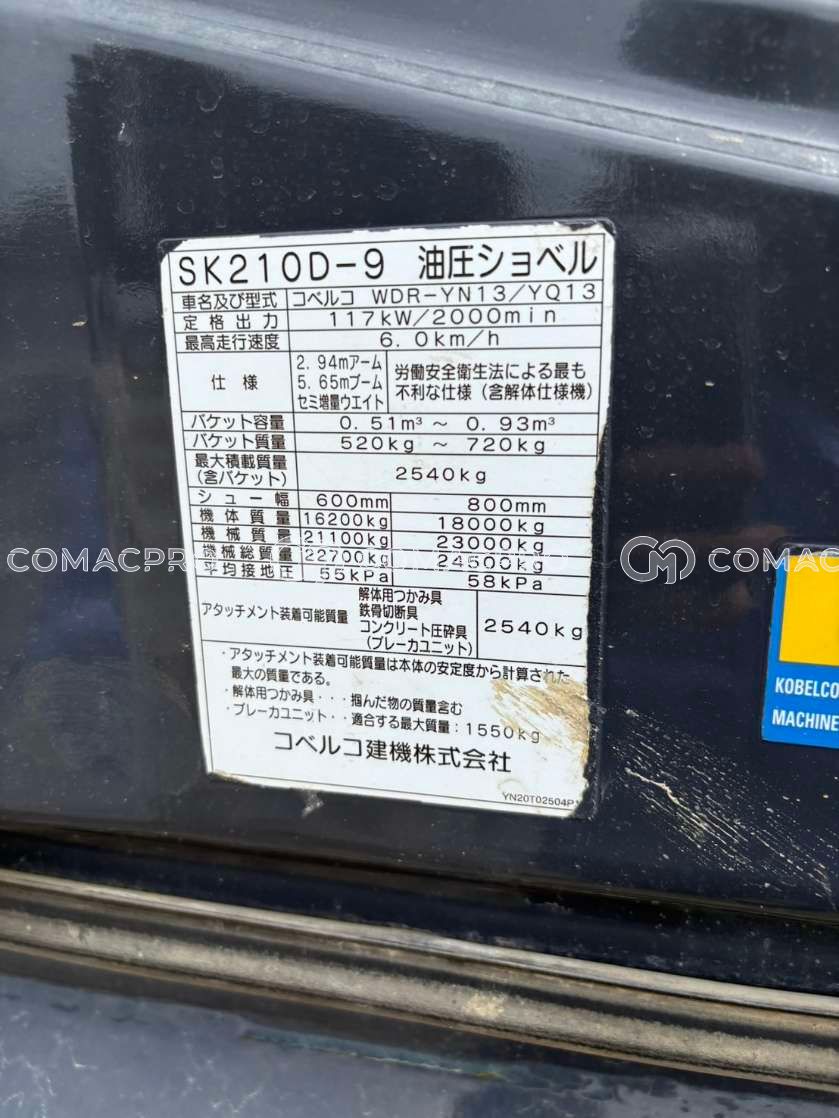 SK210D-9 油圧ショベル
車名及び型式 コベルコ WDR-YN13/YQ13
定格出力 117kW/2000min
最高走行速度 6.0km/h
仕様 2.94mアーム 5.65mブーム セミ増量ウエイト 労働安全衛生法による最も不利な仕様(含解体仕様機)
バケット容量 0.51m³ ~ 0.93m³
バケット質量 520kg ~ 720kg
最大積載質量(含バケット) 2540kg
シュー幅 600mm 800mm
機体質量 16200kg 18000kg
機械質量 21100kg 23000kg
機械総質量 22700kg 24500kg
平均接地圧 55kPa 58kPa
アタッチメント装着可能質量 解体用つかみ具 鉄骨切断具 コンクリート圧砕具 (ブレーカユニット) 2540kg
・アタッチメント装着可能質量は本体の安定度から計算された
最大の質量である。
・解体用つかみ具・・・掴んだ物の質量含む
・ブレーカユニット・・適合する最大質量:1550kg
コベルコ建機株式会社
YN20T02504P1
KOBELCO
MACHINE
COMACPR
COMAC